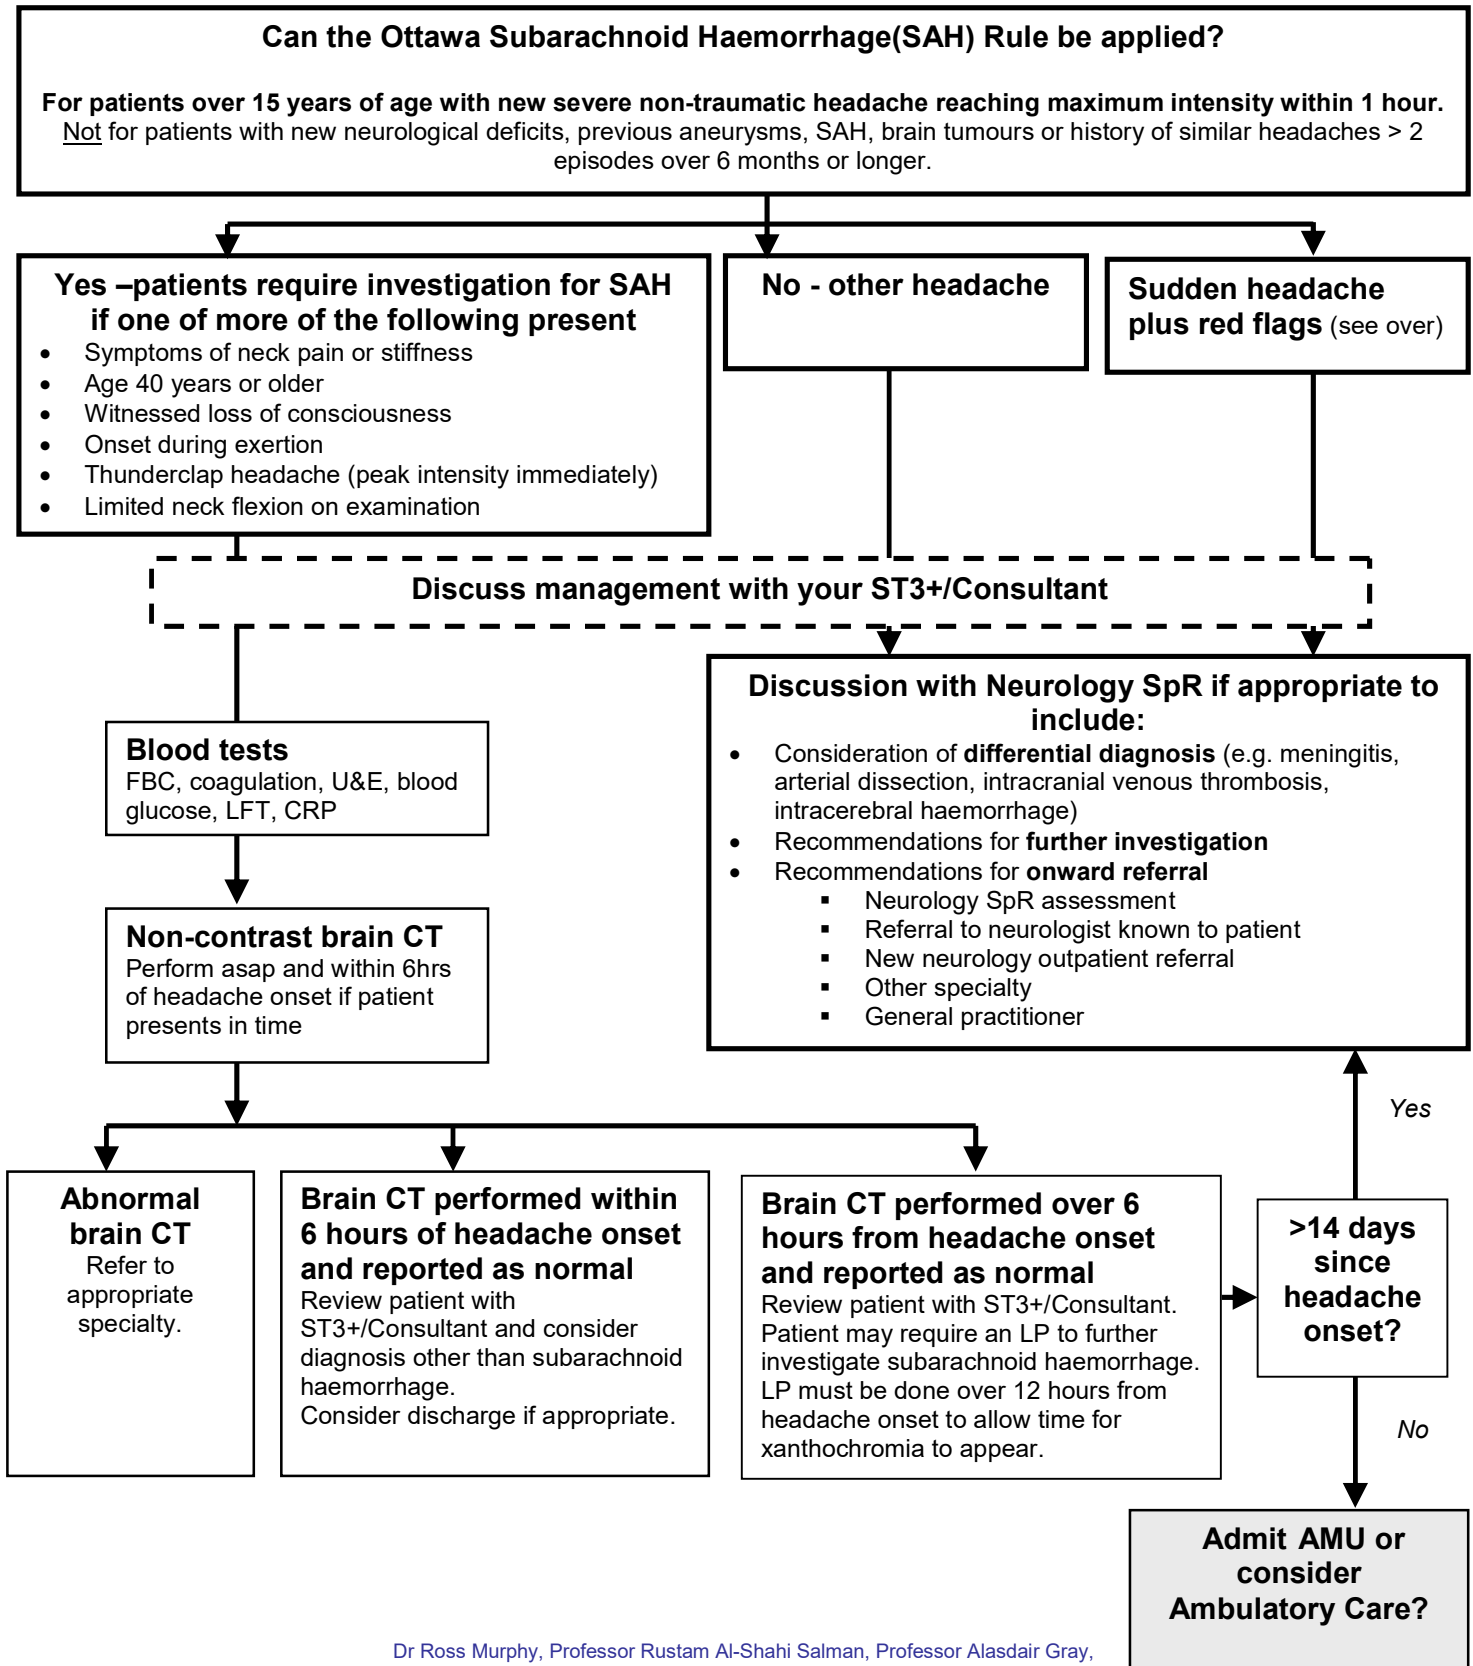 Can the Ottawa Subarachnoid Haemorrhage(SAH) Rule be applied?
For patients over 15 years of age with new severe non-traumatic headache reaching maximum intensity within 1 hour.
Not for patients with new neurological deficits, previous aneurysms, SAH, brain tumours or history of similar headaches > 2
episodes over 6 months or longer.
Yes –patients require investigation for SAH
if one of more of the following present
• Symptoms of neck pain or stiffness
• Age 40 years or older
• Witnessed loss of consciousness
• Onset during exertion
• Thunderclap headache (peak intensity immediately)
• Limited neck flexion on examination
No - other headache
Sudden headache
plus red flags (see over)
Discuss management with your ST3+/Consultant
Blood tests
FBC, coagulation, U&E, blood
glucose, LFT, CRP
Non-contrast brain CT
Perform asap and within 6hrs
of headache onset if patient
presents in time
Discussion with Neurology SpR if appropriate to
include:
• Consideration of differential diagnosis (e.g. meningitis,
arterial dissection, intracranial venous thrombosis,
intracerebral haemorrhage)
• Recommendations for further investigation
• Recommendations for onward referral
▪ Neurology SpR assessment
▪ Referral to neurologist known to patient
▪ New neurology outpatient referral
▪ Other specialty
▪ General practitioner
Yes
Abnormal
brain CT
Refer to
appropriate
specialty.
Brain CT performed within
6 hours of headache onset
and reported as normal
Review patient with
ST3+/Consultant and consider
diagnosis other than subarachnoid
haemorrhage.
Consider discharge if appropriate.
Brain CT performed over 6
hours from headache onset
and reported as normal
Review patient with ST3+/Consultant.
Patient may require an LP to further
investigate subarachnoid haemorrhage.
LP must be done over 12 hours from
headache onset to allow time for
xanthochromia to appear.
>14 days
since
headache
onset?
No
Admit AMU or
consider
Ambulatory Care?
Dr Ross Murphy, Professor Rustam Al-Shahi Salman, Professor Alasdair Gray,